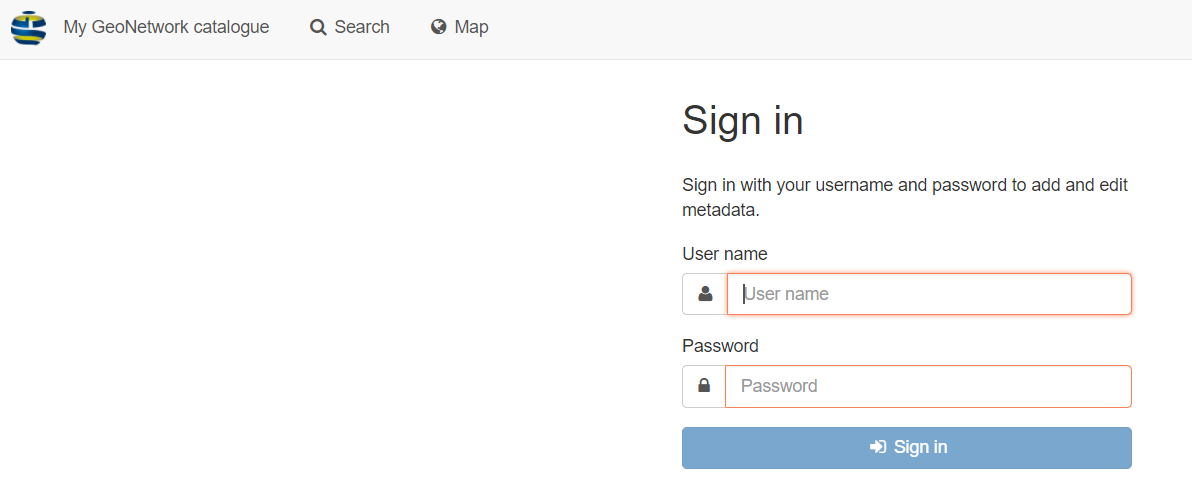 My GeoNetwork catalogue Search Map
Sign in
Sign in with your username and password to add and edit
metadata.
User name
User name
Password
Password
Sign in